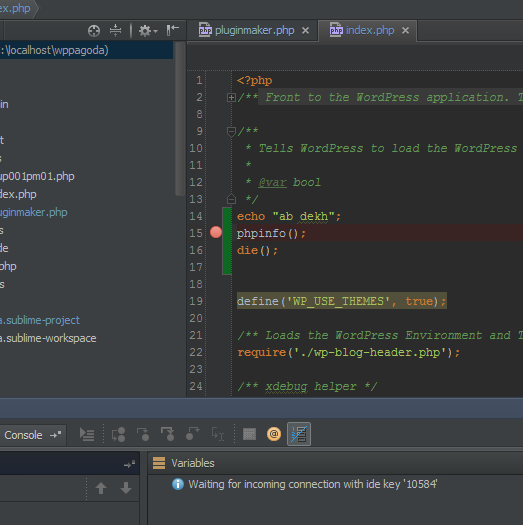 ex.php
:\localhost\wppagoda)
in
t
s
up001pm01.php
dex.php
uginmaker.php
s
de
e
s
a.sublime-project
a.sublime-workspace
pluginmaker.php
index.php
1 <?php
2 /** Front to the WordPress application. T
8
9 /**
10 * Tells WordPress to load the WordPress
11 *
12 * @var bool
13 */
14 echo "ab dekh";
15 phpinfo();
16 die();
17
18
19 define('WP_USE_THEMES', true);
20
21 /** Loads the WordPress Environment and T
22 require('./wp-blog-header.php');
23
24 /** xdebug helper */
Console
Variables
Waiting for incoming connection with ide key '10584'